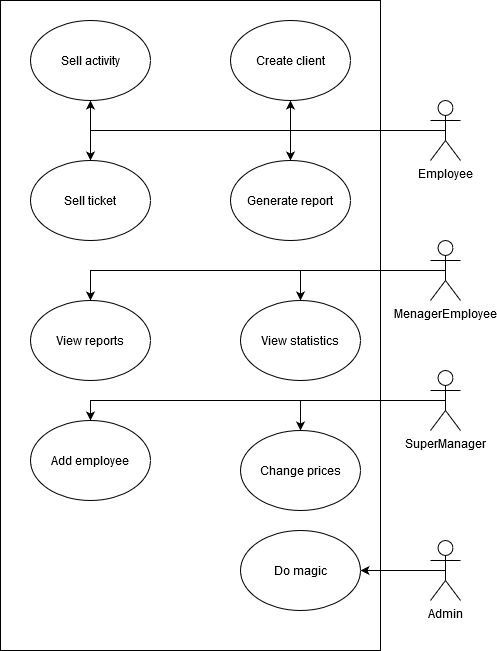 Sell activity
Create client
Sell ticket
Generate report
Employee
View reports
View statistics
MenagerEmployee
Add employee
Change prices
SuperManager
Do magic
Admin